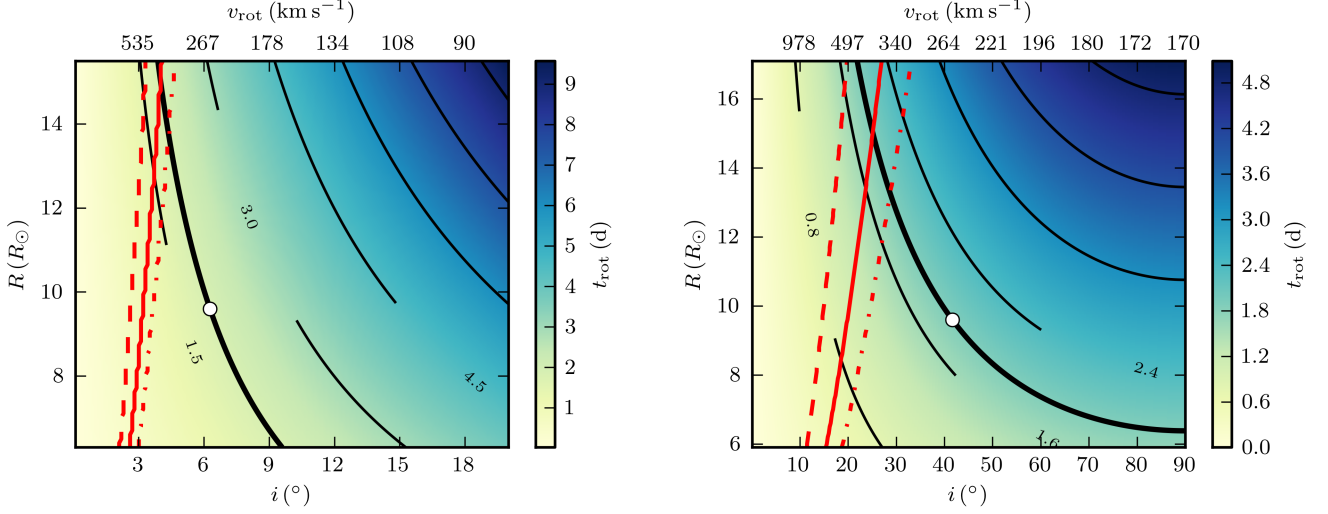 v_rot (km s⁻¹)
535 267 178 134 108 90
14
12
10
8
R (R⊙)
3.0
1.5
4.5
3 6 9 12 15 18
i (°)
9
8
7
6
5
4
3
2
1
t_rot (d)
v_rot (km s⁻¹)
978 497 340 264 221 196 180 172 170
16
14
12
10
8
6
R (R⊙)
0.8
2.4
1.6
10 20 30 40 50 60 70 80 90
i (°)
4.8
4.2
3.6
3.0
2.4
1.8
1.2
0.6
0.0
t_rot (d)